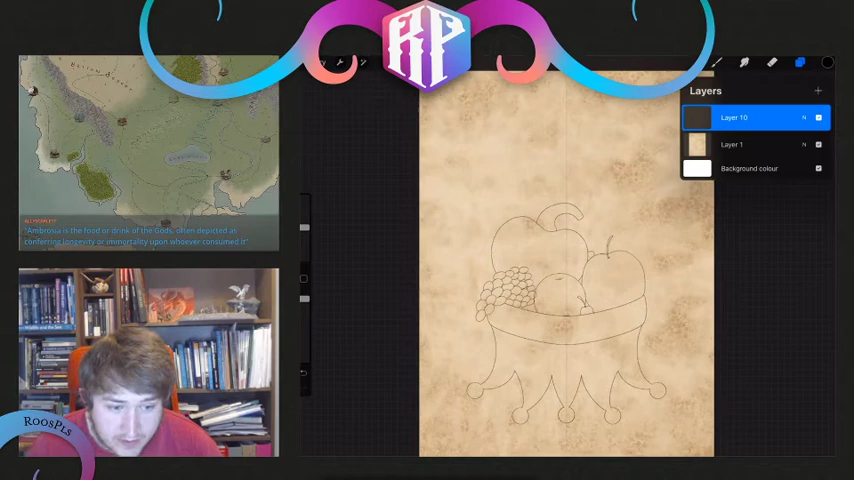 RP
Layers
Layer 10
N
Layer 1
N
Background colour
"Ambrosia is the food or drink of the Gods, often depicted as
conferring longevity or immortality upon whoever consumed it"
RoosPls